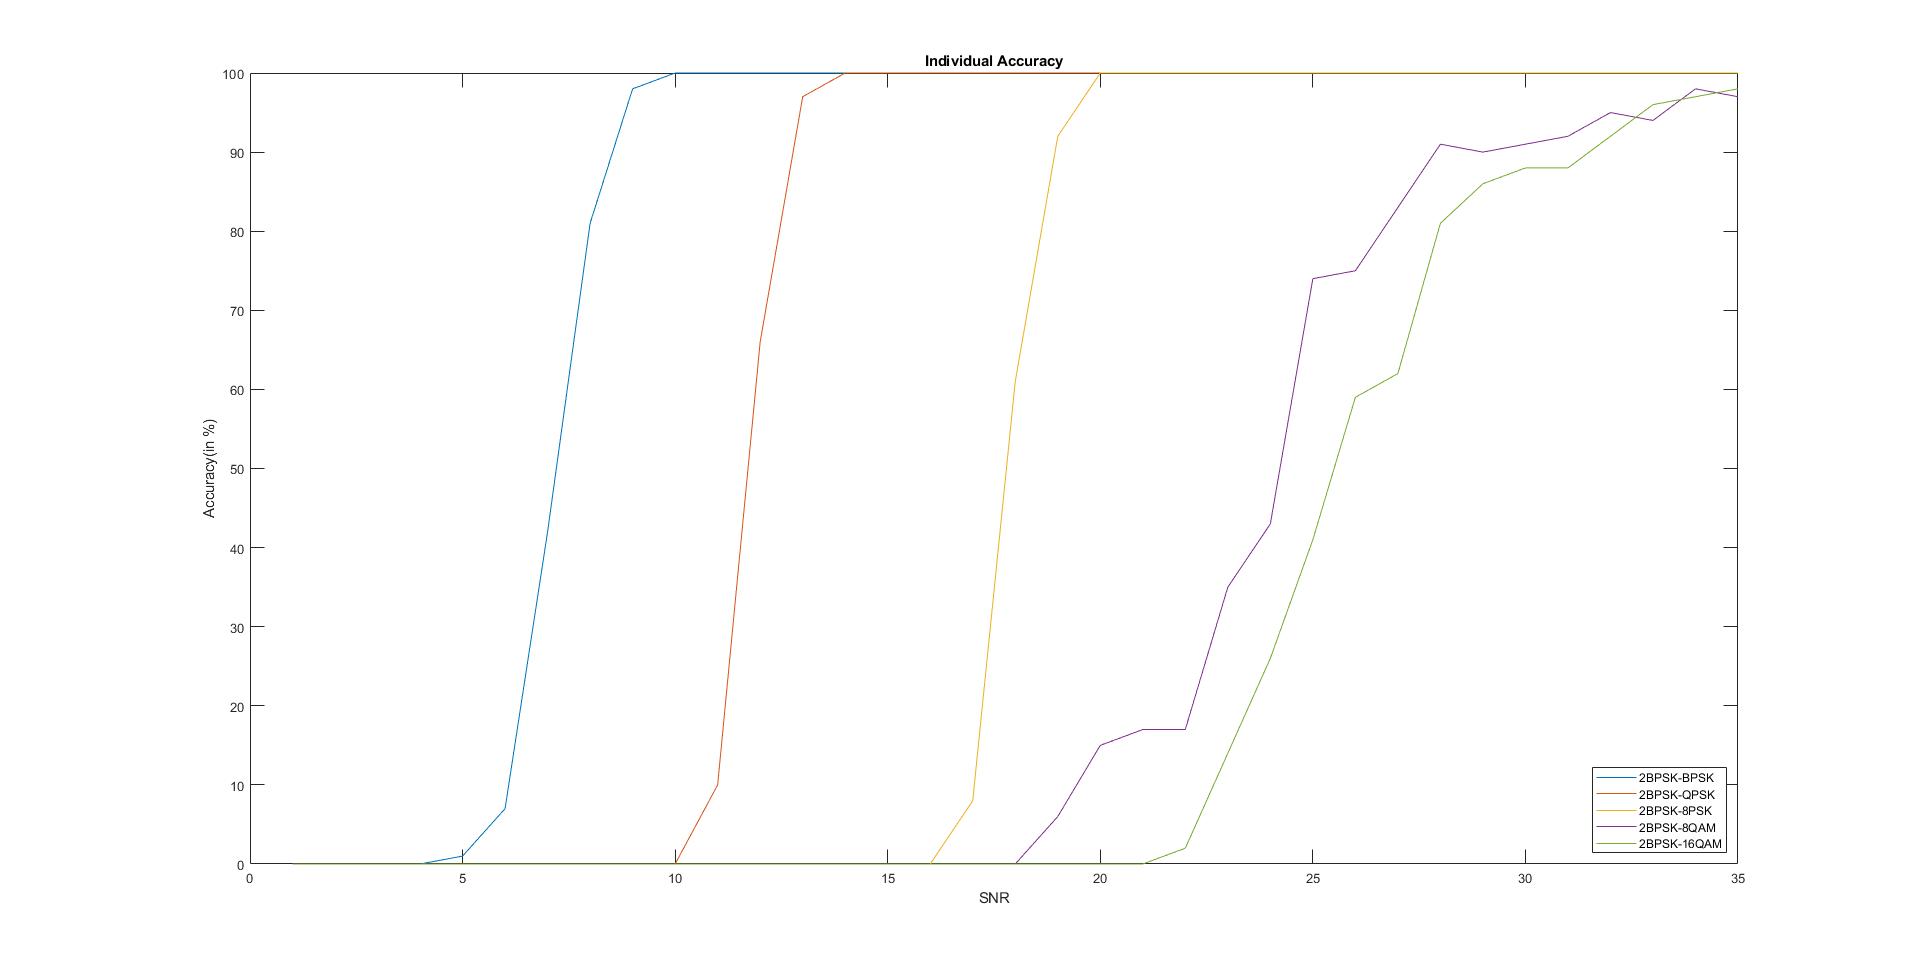 Individual Accuracy
100
90
80
70
60
50
40
30
20
10
0
Accuracy(in %)
0 5 10 15 20 25 30 35
SNR
2BPSK-BPSK
2BPSK-QPSK
2BPSK-8PSK
2BPSK-8QAM
2BPSK-16QAM